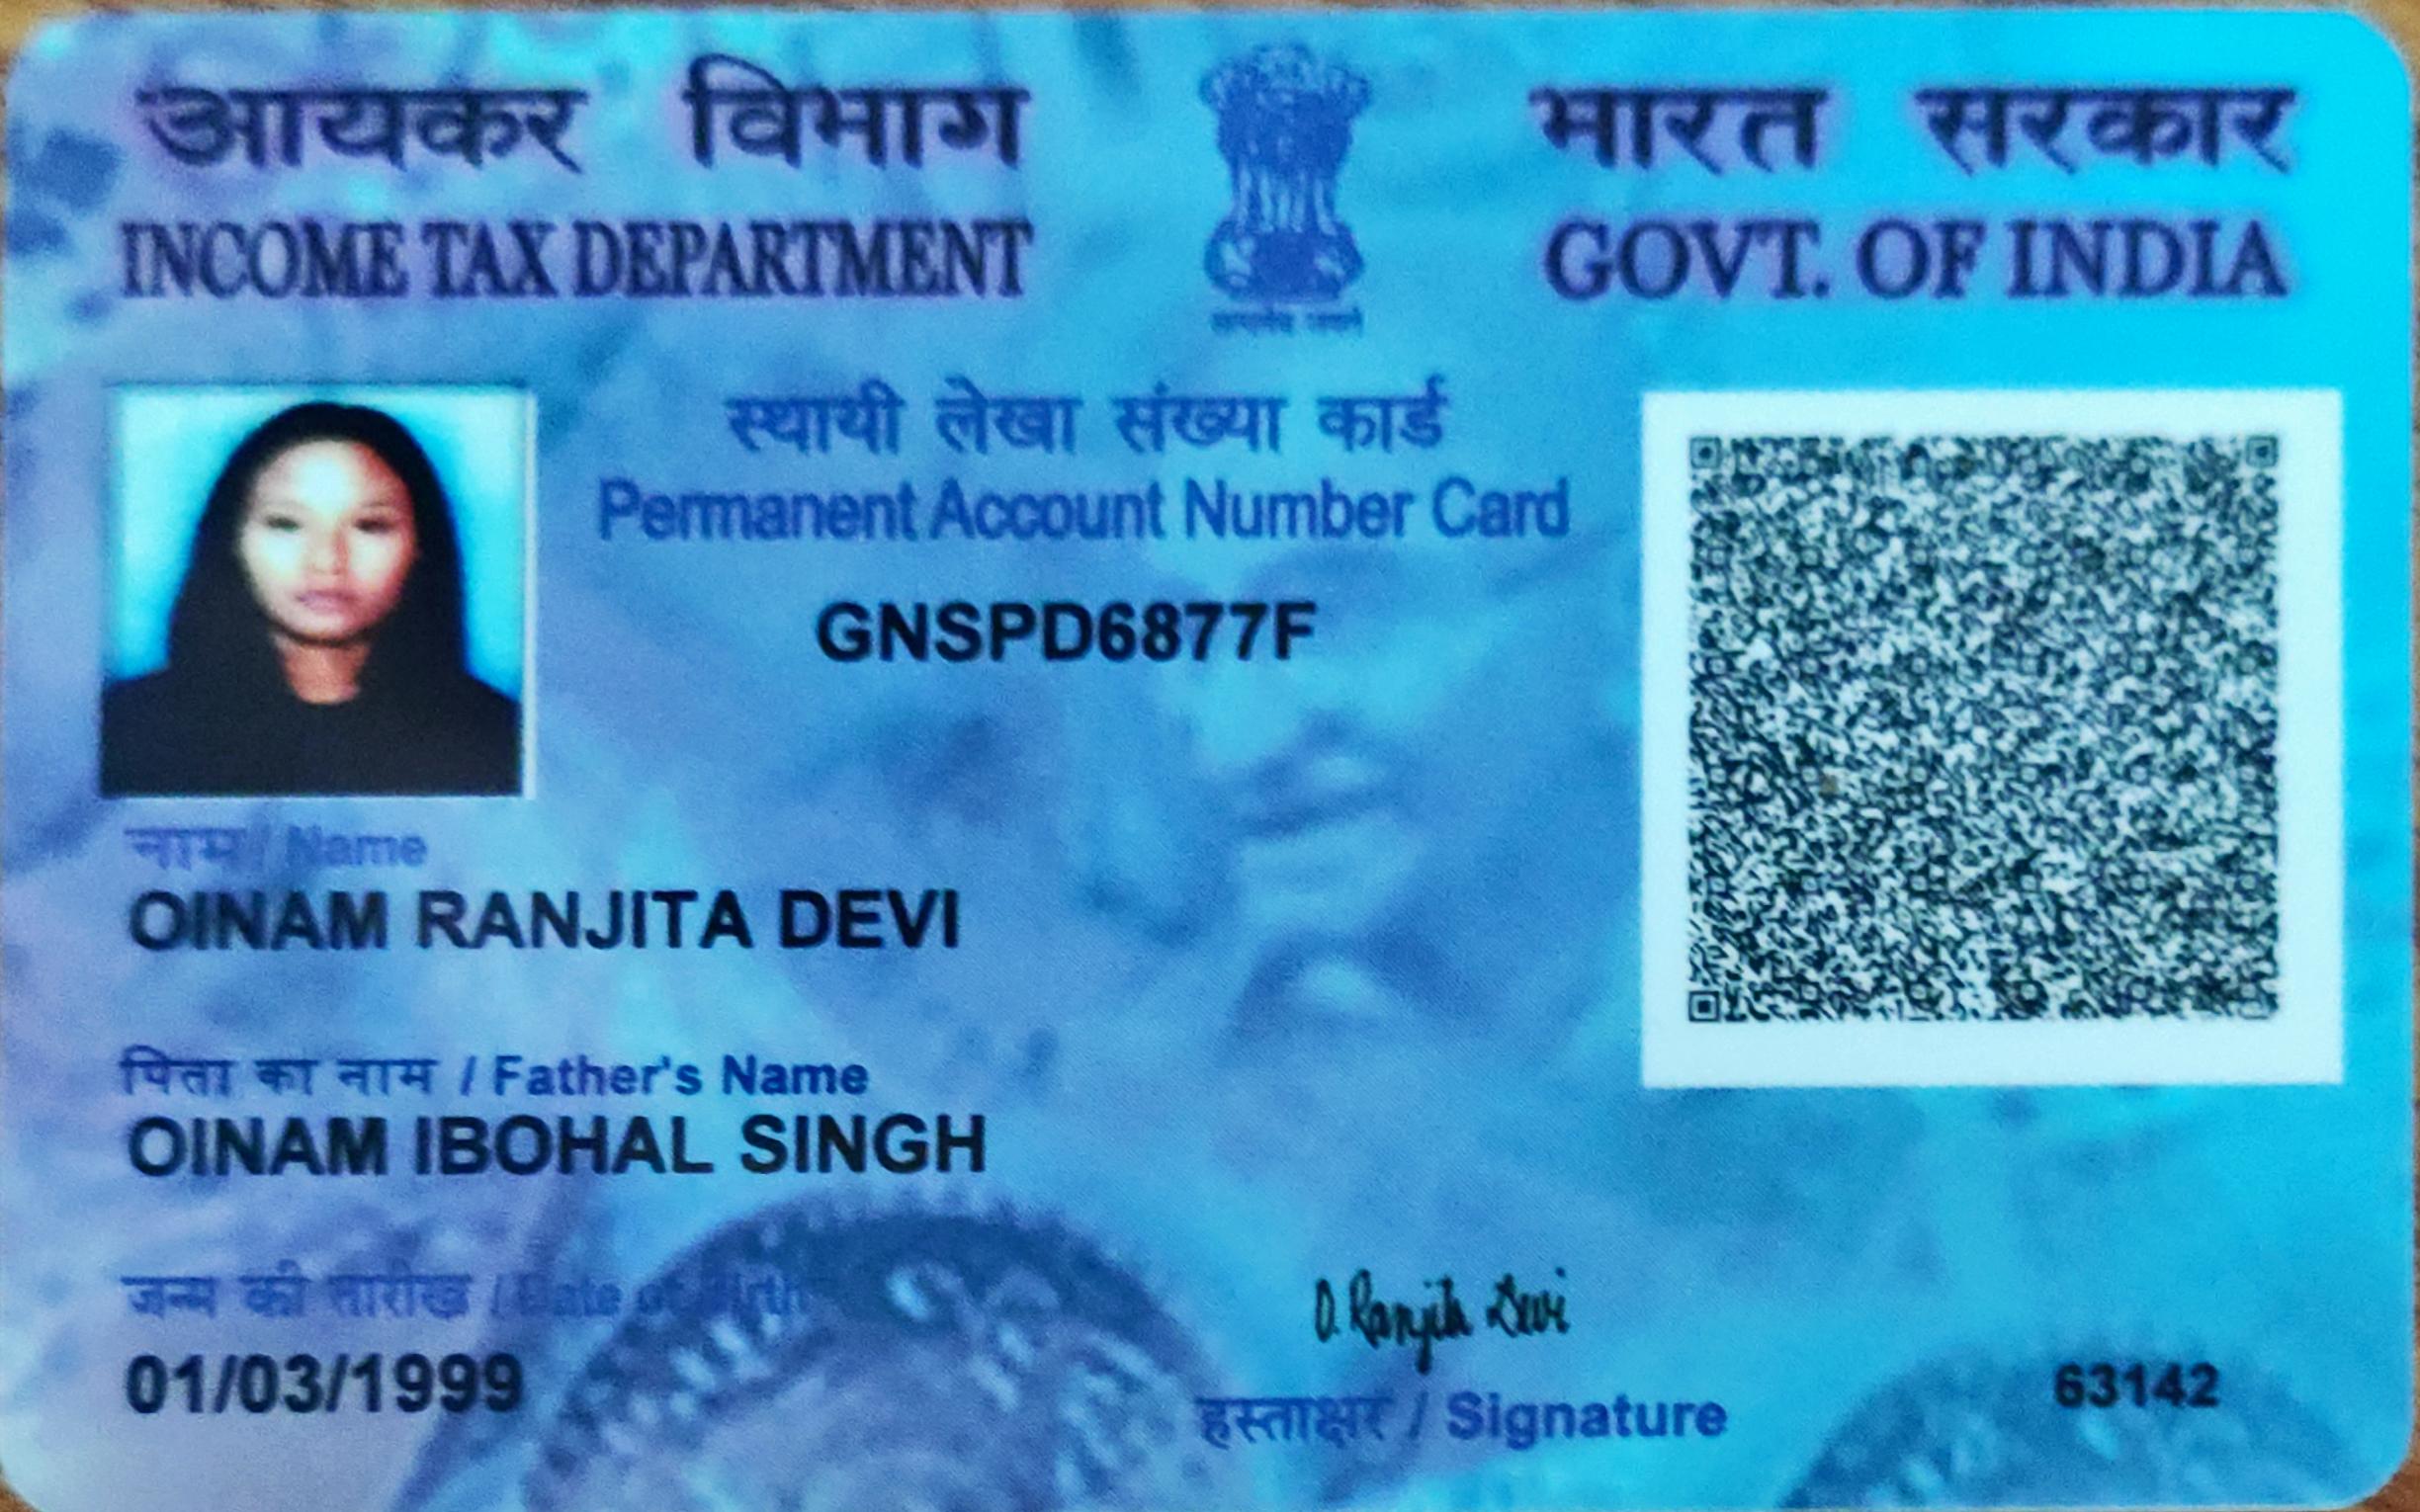 आयकर विभाग
INCOME TAX DEPARTMENT
भारत सरकार
GOVT. OF INDIA
सत्यमेव जयते
स्थायी लेखा संख्या कार्ड
Permanent Account Number Card
GNSPD6877F
नाम / Name
OINAM RANJITA DEVI
पिता का नाम / Father's Name
OINAM IBOHAL SINGH
जन्म की तारीख / Date of Birth
01/03/1999
O. Ranjita Devi
हस्ताक्षर / Signature
63142